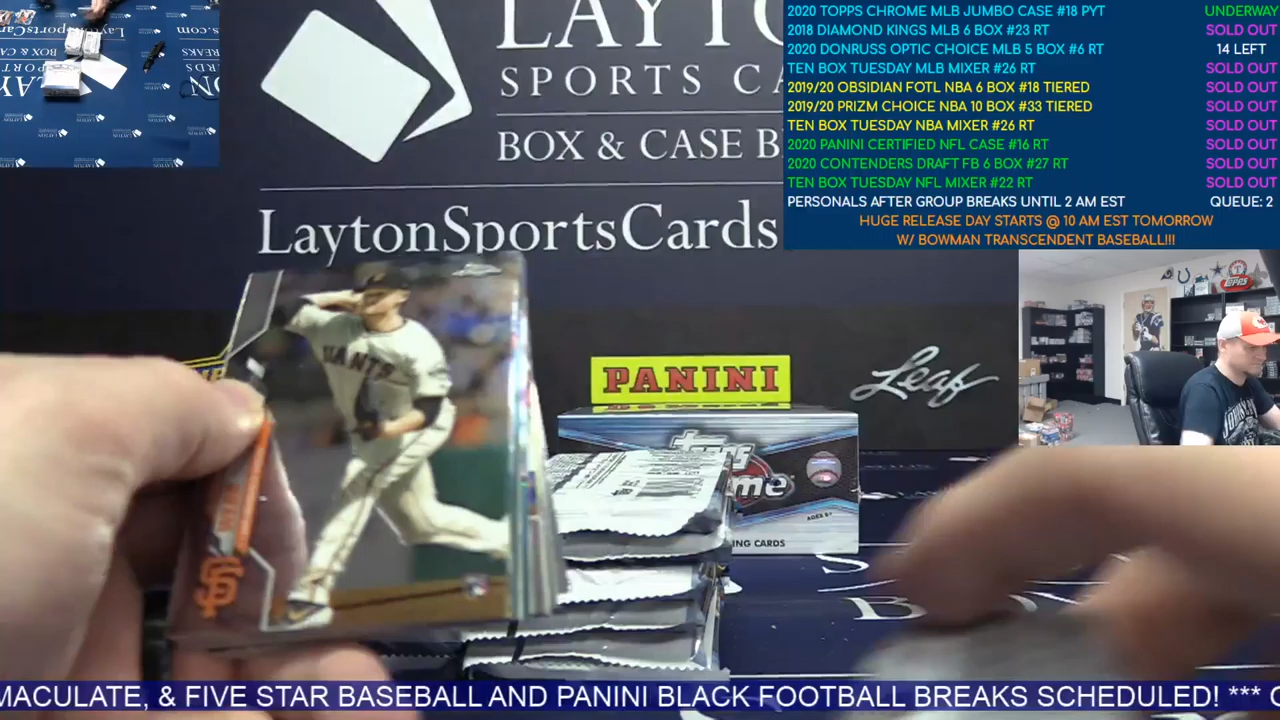 2020 TOPPS CHROME MLB JUMBO CASE #18 PYT UNDERWAY
2018 DIAMOND KINGS MLB 6 BOX #23 RT SOLD OUT
2020 DONRUSS OPTIC CHOICE MLB 5 BOX #6 RT 14 LEFT
TEN BOX TUESDAY MLB MIXER #26 RT SOLD OUT
2019/20 OBSIDIAN FOTL NBA 6 BOX #18 TIERED SOLD OUT
2019/20 PRIZM CHOICE NBA 10 BOX #33 TIERED SOLD OUT
TEN BOX TUESDAY NBA MIXER #26 RT SOLD OUT
2020 PANINI CERTIFIED NFL CASE #16 RT SOLD OUT
2020 CONTENDERS DRAFT FB 6 BOX #27 RT SOLD OUT
TEN BOX TUESDAY NFL MIXER #22 RT SOLD OUT
PERSONALS AFTER GROUP BREAKS UNTIL 2 AM EST QUEUE: 2
HUGE RELEASE DAY STARTS @ 10 AM EST TOMORROW
W/ BOWMAN TRANSCENDENT BASEBALL!!!
LAYTO
SPORTS CA
BOX & CASE B
LaytonSportsCards
PANINI
Leaf
Topps
Topps
me
NG CARDS
GIANTS
SF
S
B
MACULATE, & FIVE STAR BASEBALL AND PANINI BLACK FOOTBALL BREAKS SCHEDULED! ***